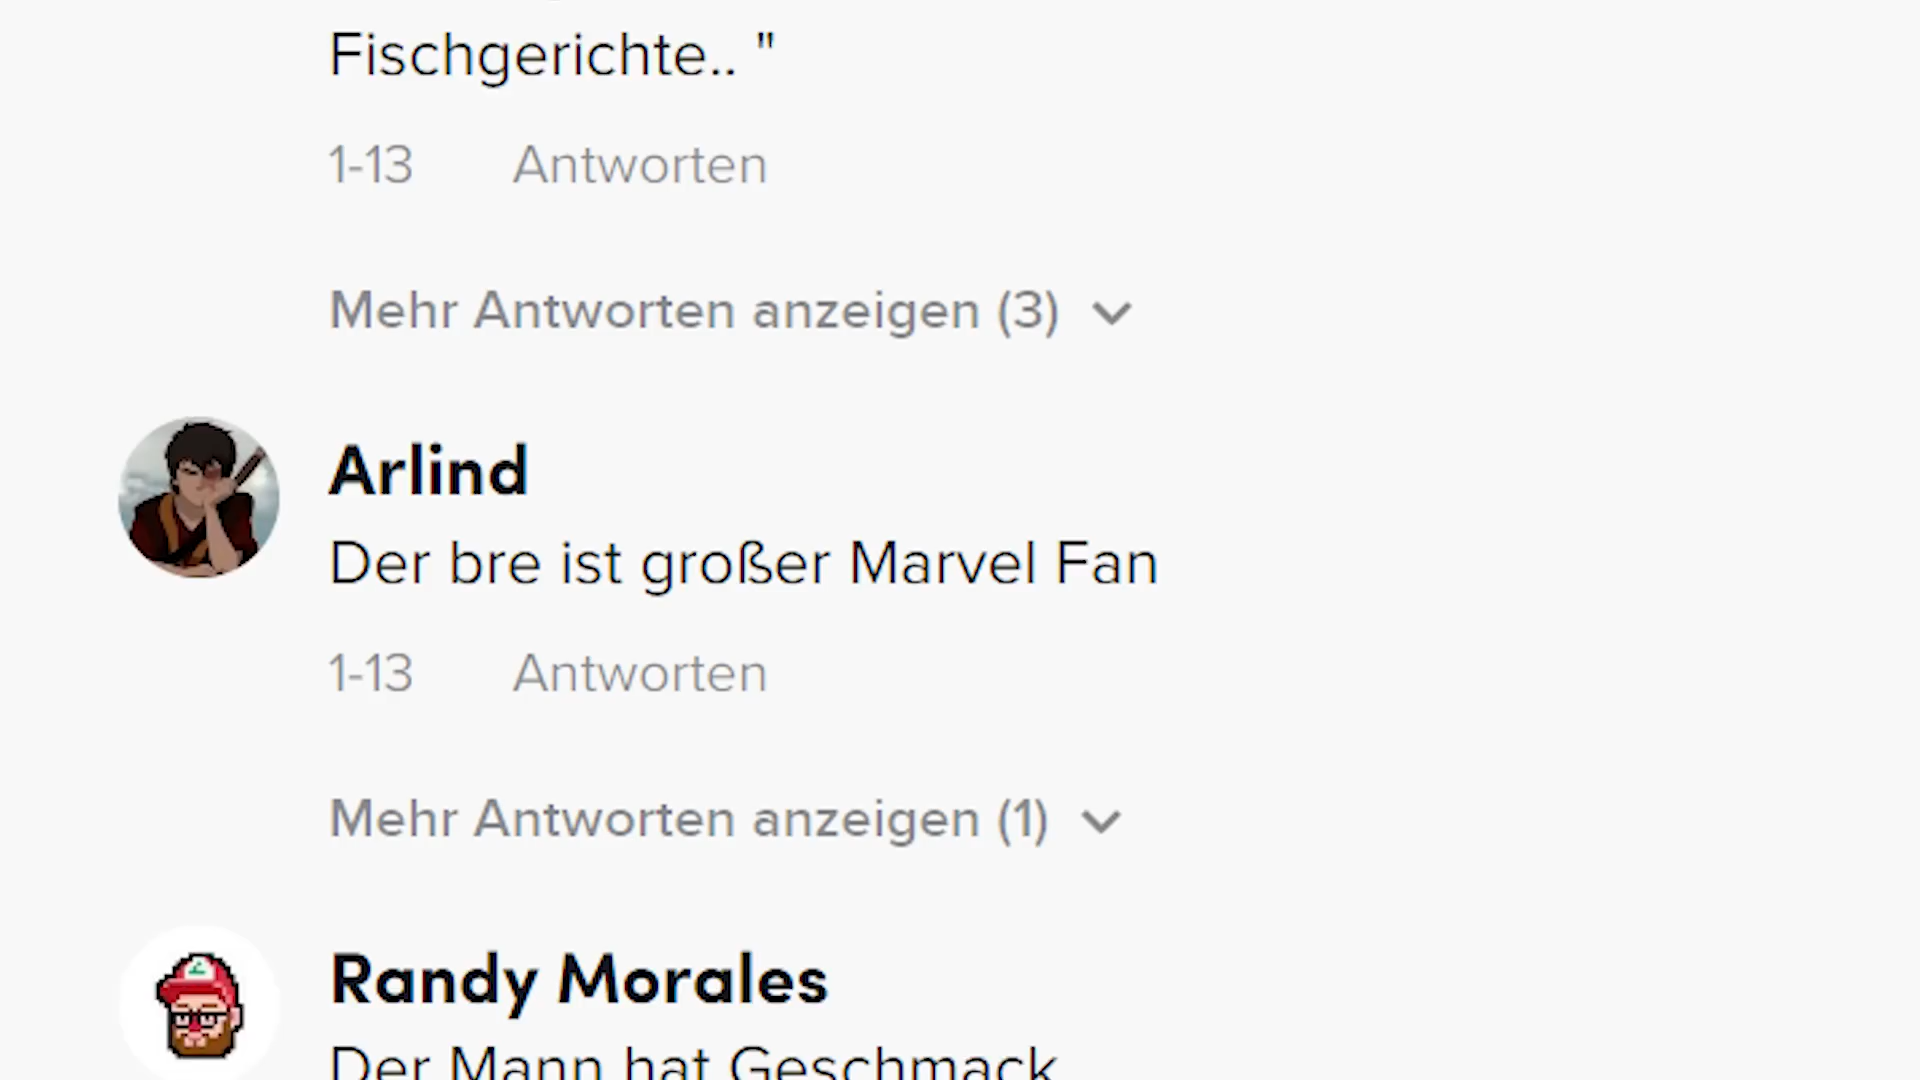 Fischgerichte.. "
1-13 Antworten
Mehr Antworten anzeigen (3)
Arlind
Der bre ist großer Marvel Fan
1-13 Antworten
Mehr Antworten anzeigen (1)
Randy Morales
Der Mann hat Geschmack